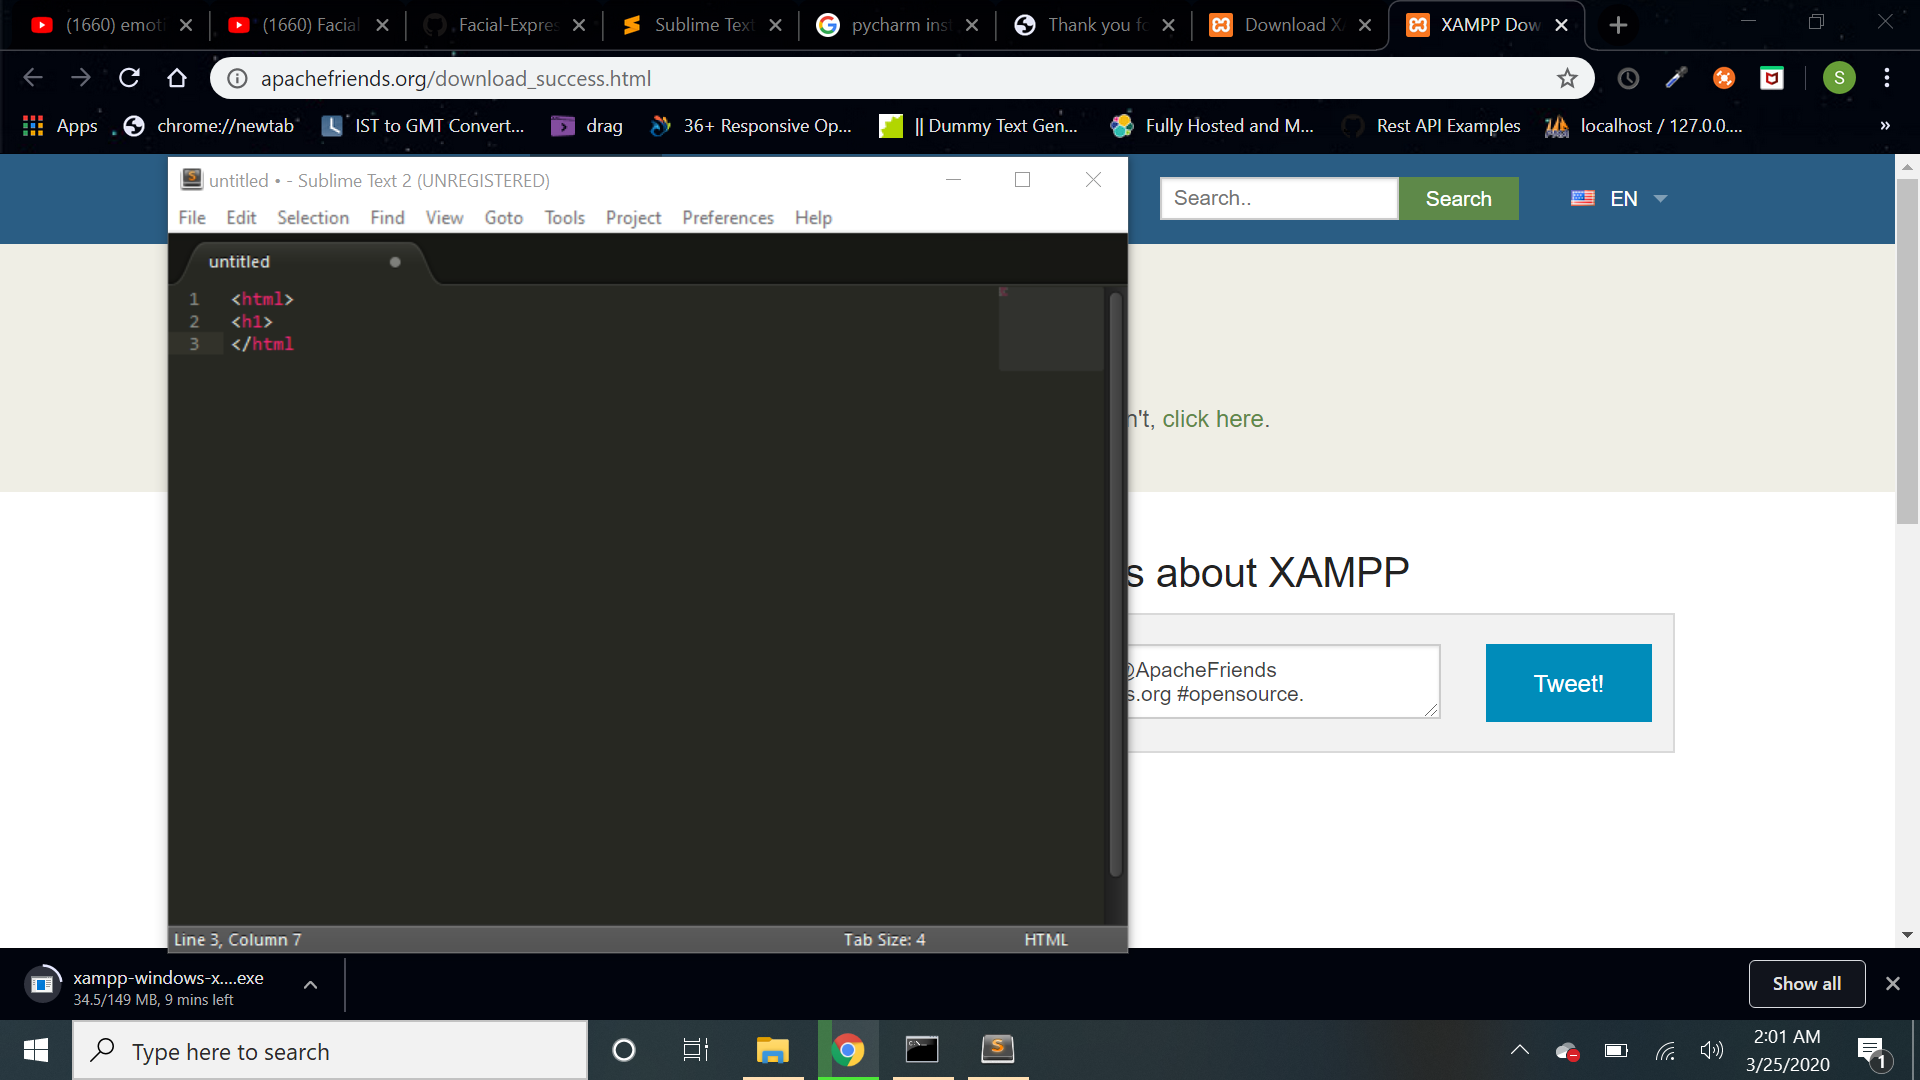 (1660) emoti
(1660) Facial
Facial-Expre
Sublime Text
pycharm inst
Thank you fo
Download XA
XAMPP Dow
apachefriends.org/download_success.html
S
Apps
chrome://newtab
IST to GMT Convert...
drag
36+ Responsive Op...
|| Dummy Text Gen...
Fully Hosted and M...
Rest API Examples
localhost / 127.0.0....
»
untitled • - Sublime Text 2 (UNREGISTERED)
File Edit Selection Find View Goto Tools Project Preferences Help
untitled
1 <html>
2 <h1>
3 </html
Line 3, Column 7
Tab Size: 4
HTML
Search..
Search
EN
n't, click here.
s about XAMPP
@ApacheFriends
s.org #opensource.
Tweet!
xampp-windows-x....exe
34.5/149 MB, 9 mins left
Show all
Type here to search
2:01 AM
3/25/2020
1